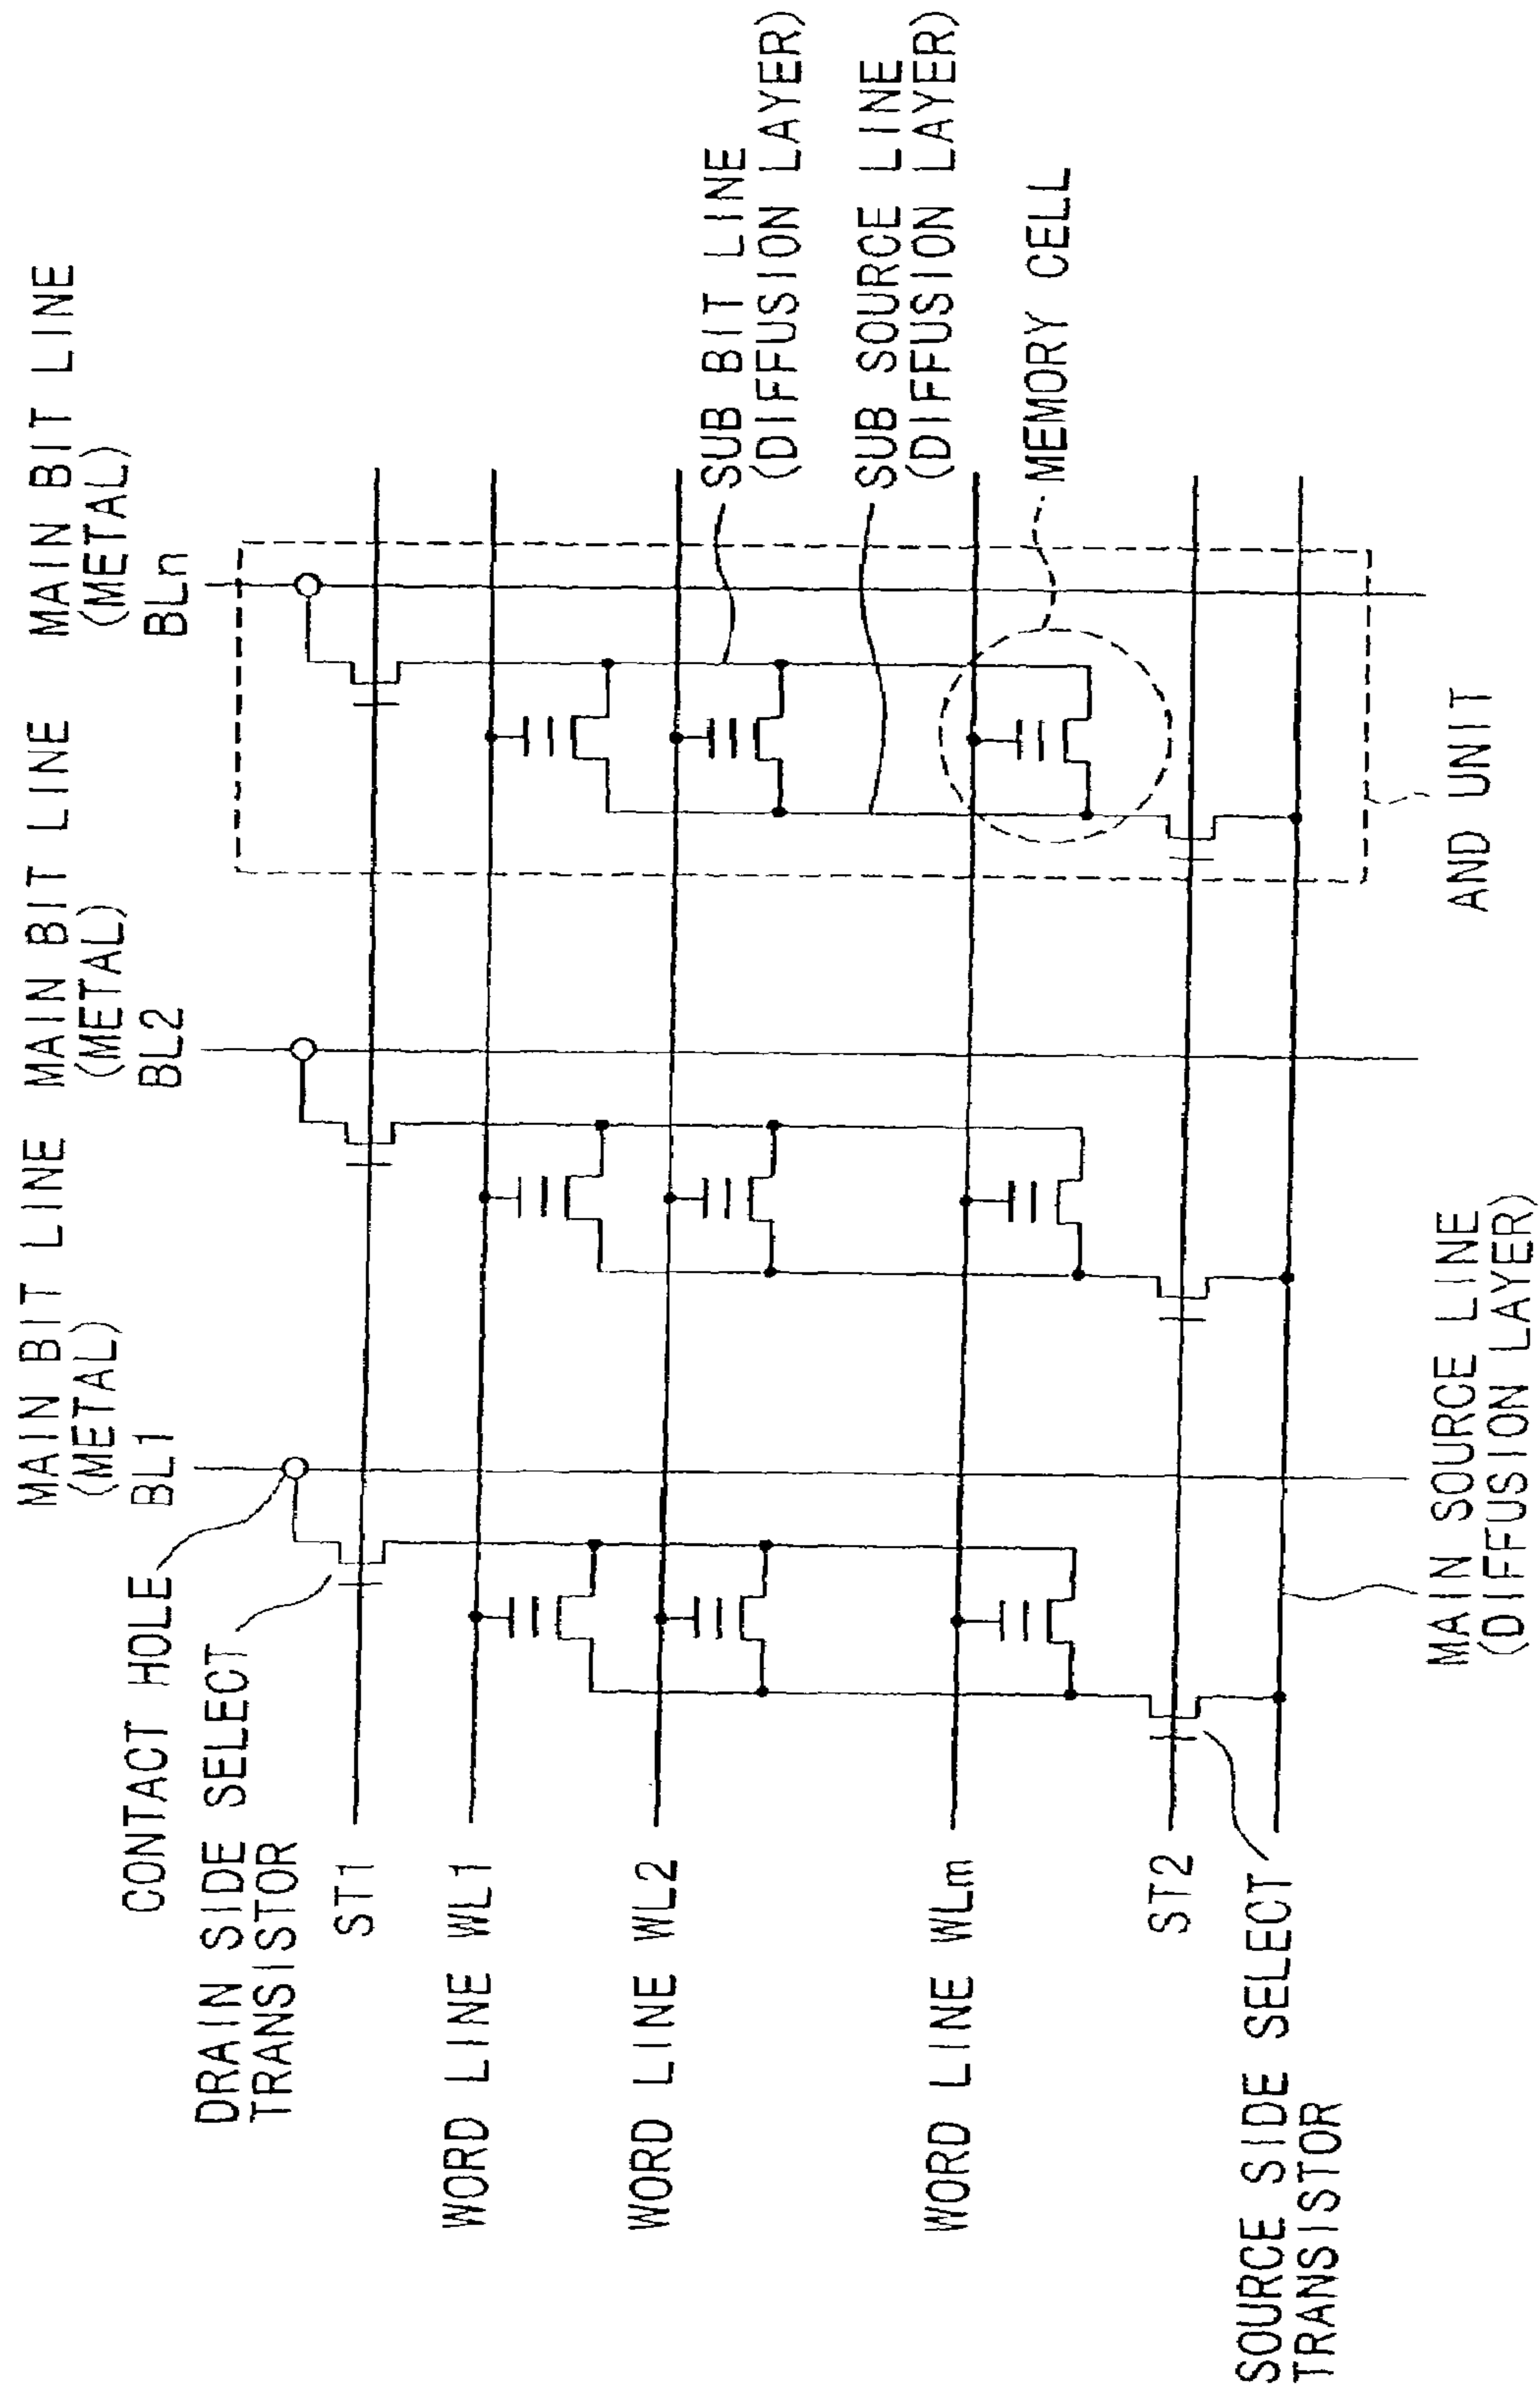 MAIN BIT LINE
(METAL)
BL1
MAIN BIT LINE
(METAL)
BL2
MAIN BIT LINE
(METAL)
BLn
CONTACT HOLE
DRAIN SIDE SELECT
TRANSISTOR
ST1
WORD LINE WL1
WORD LINE WL2
WORD LINE WLm
ST2
SOURCE SIDE SELECT
TRANSISTOR
SUB BIT LINE
(DIFFUSION LAYER)
SUB SOURCE LINE
(DIFFUSION LAYER)
MEMORY CELL
MAIN SOURCE LINE
(DIFFUSION LAYER)
AND UNIT